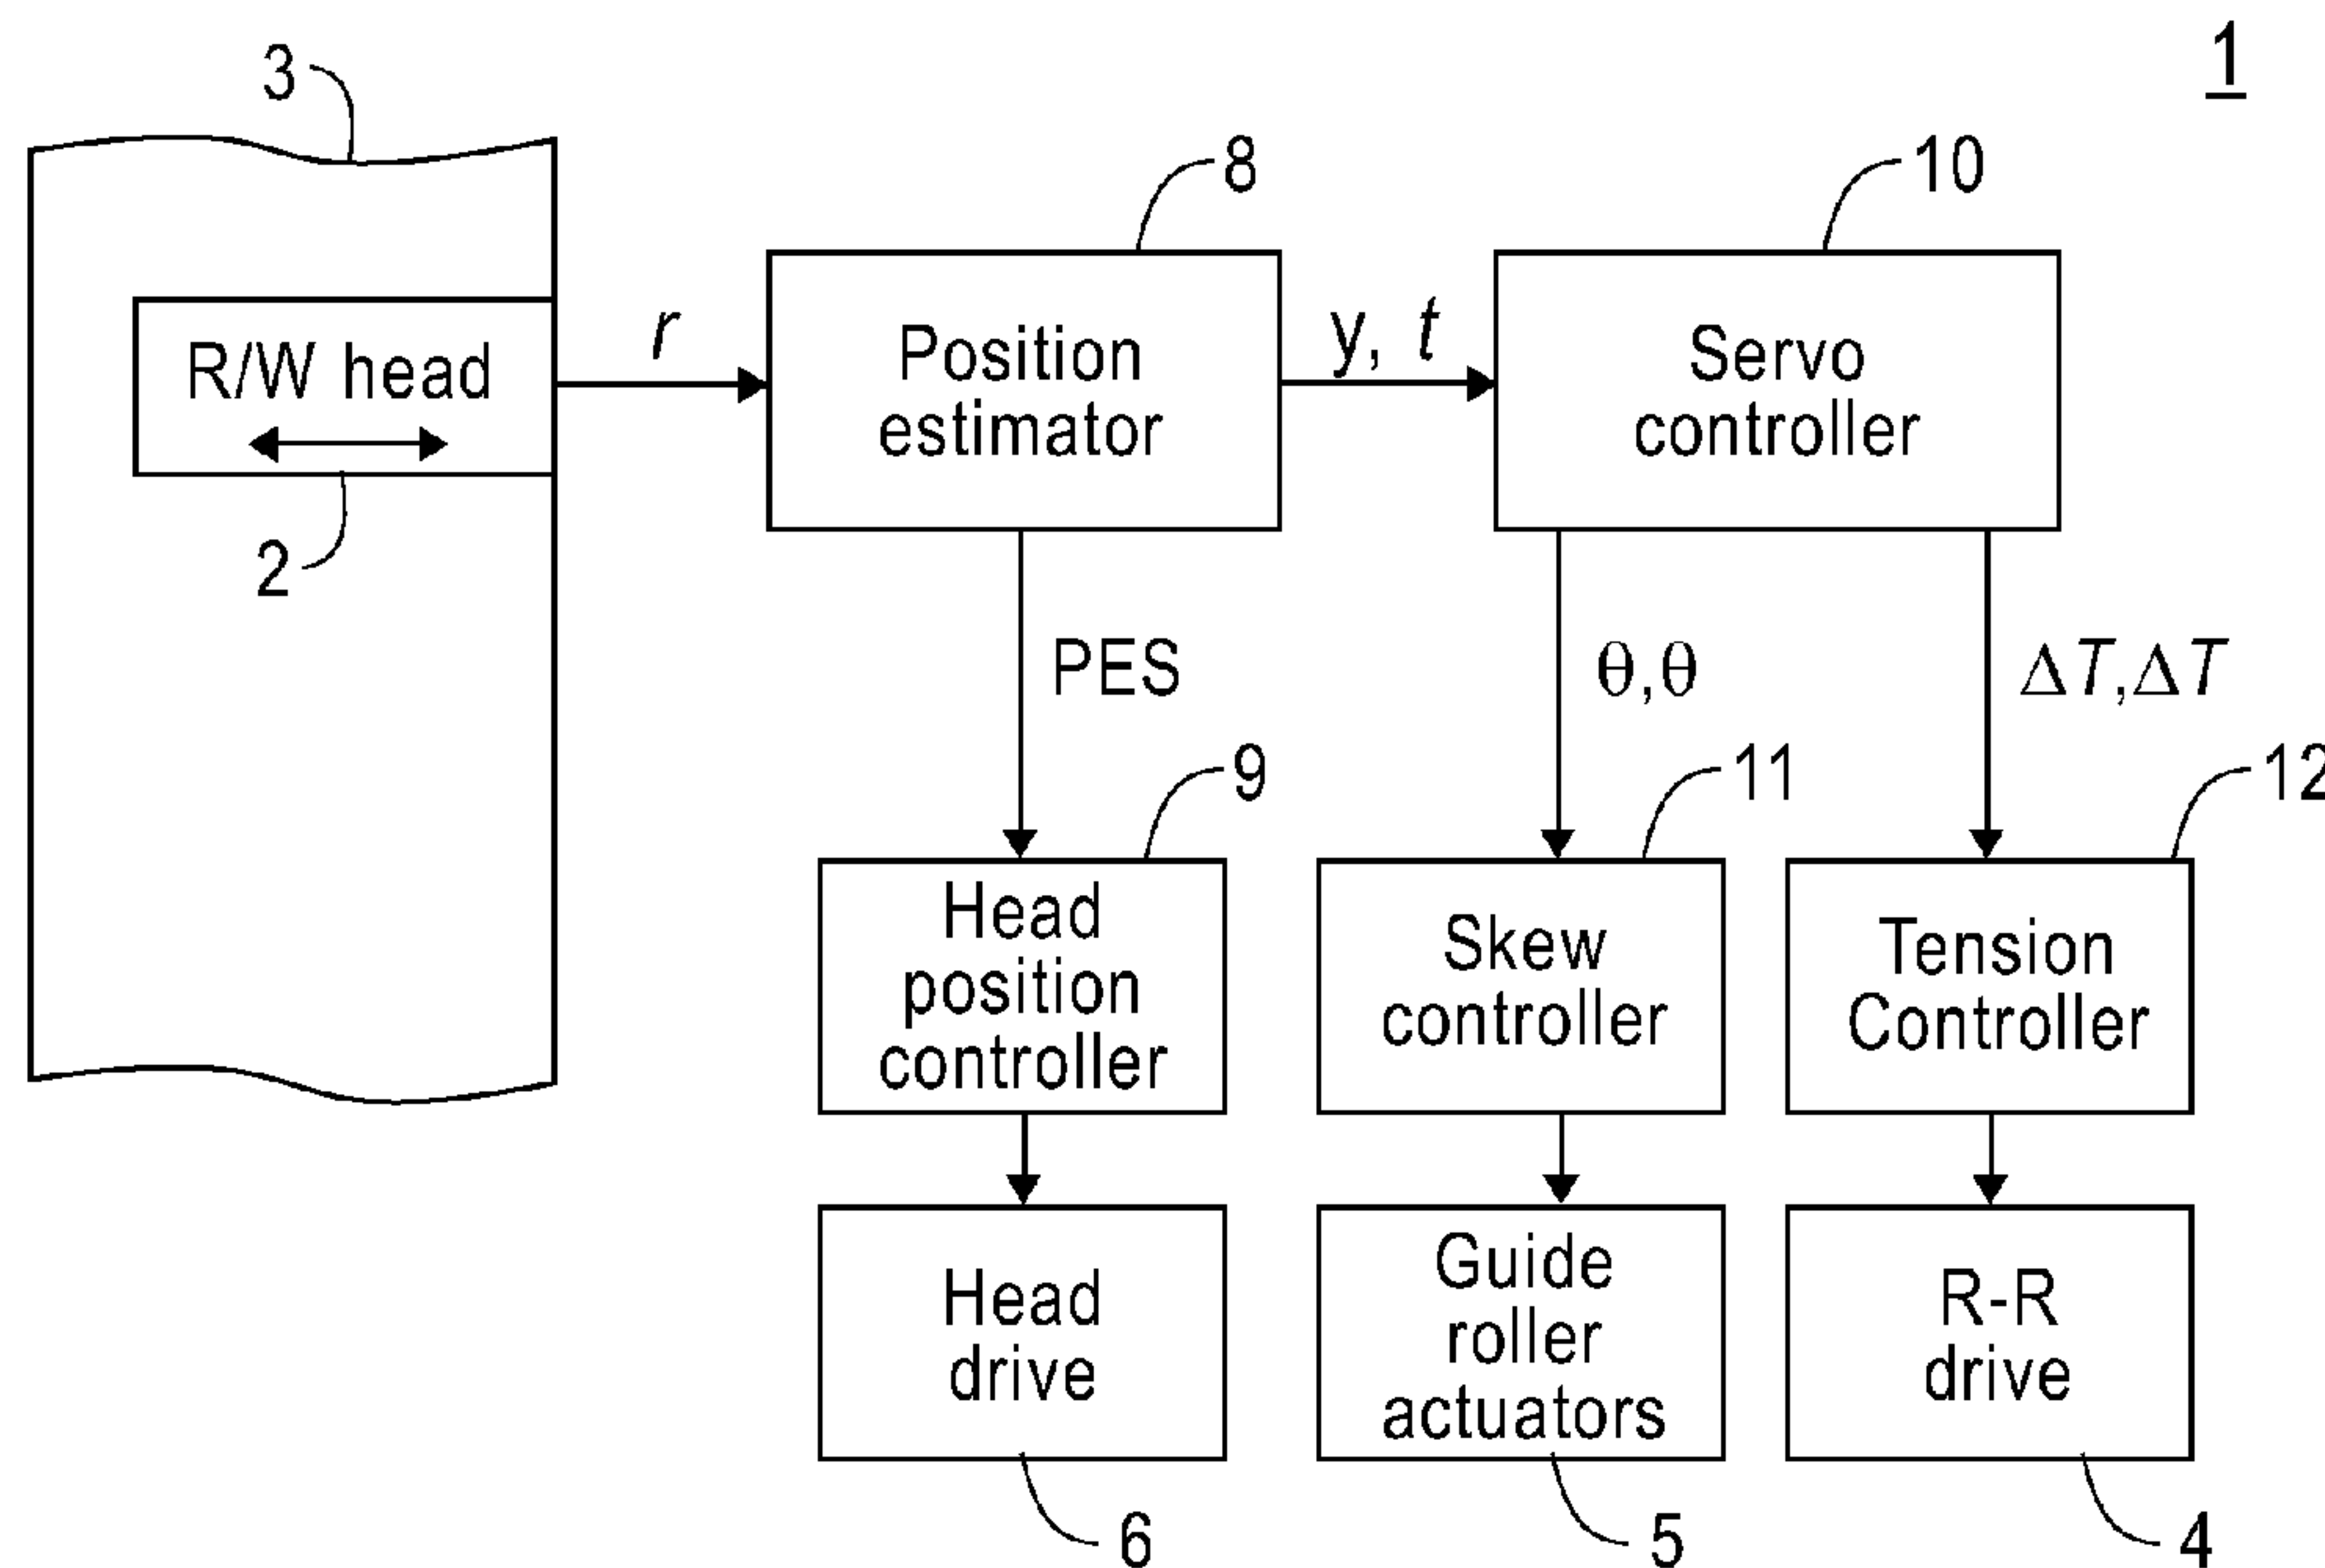 1
3
8
10
R/W head
2
r
Position
estimator
y, t
Servo
controller
PES
θ,θ
ΔT,ΔT
9
11
12
Head
position
controller
Skew
controller
Tension
Controller
Head
drive
Guide
roller
actuators
R-R
drive
6
5
4